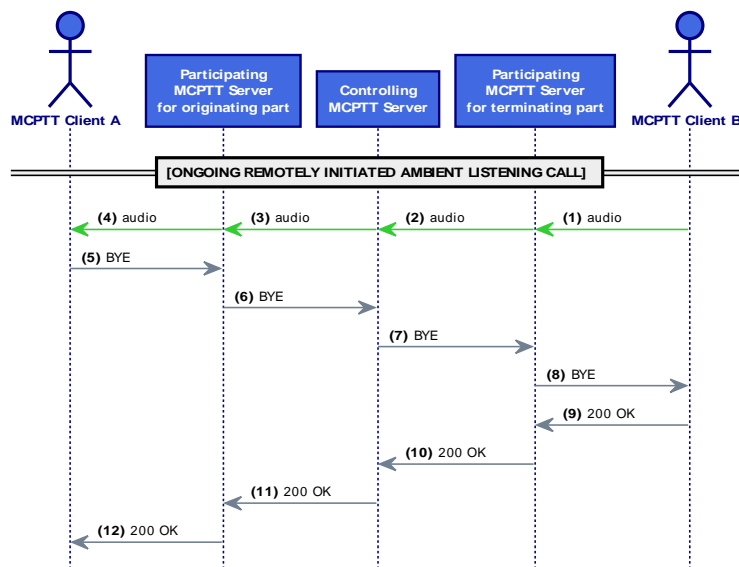 Participating
MCPTT Server
for originating part
Controlling
MCPTT Server
Participating
MCPTT Server
for terminating part
MCPTT Client A
MCPTT Client B
[ONGOING REMOTELY INITIATED AMBIENT LISTENING CALL]
(4) audio
(3) audio
(2) audio
(1) audio
(5) BYE
(6) BYE
(7) BYE
(8) BYE
(9) 200 OK
(10) 200 OK
(11) 200 OK
(12) 200 OK